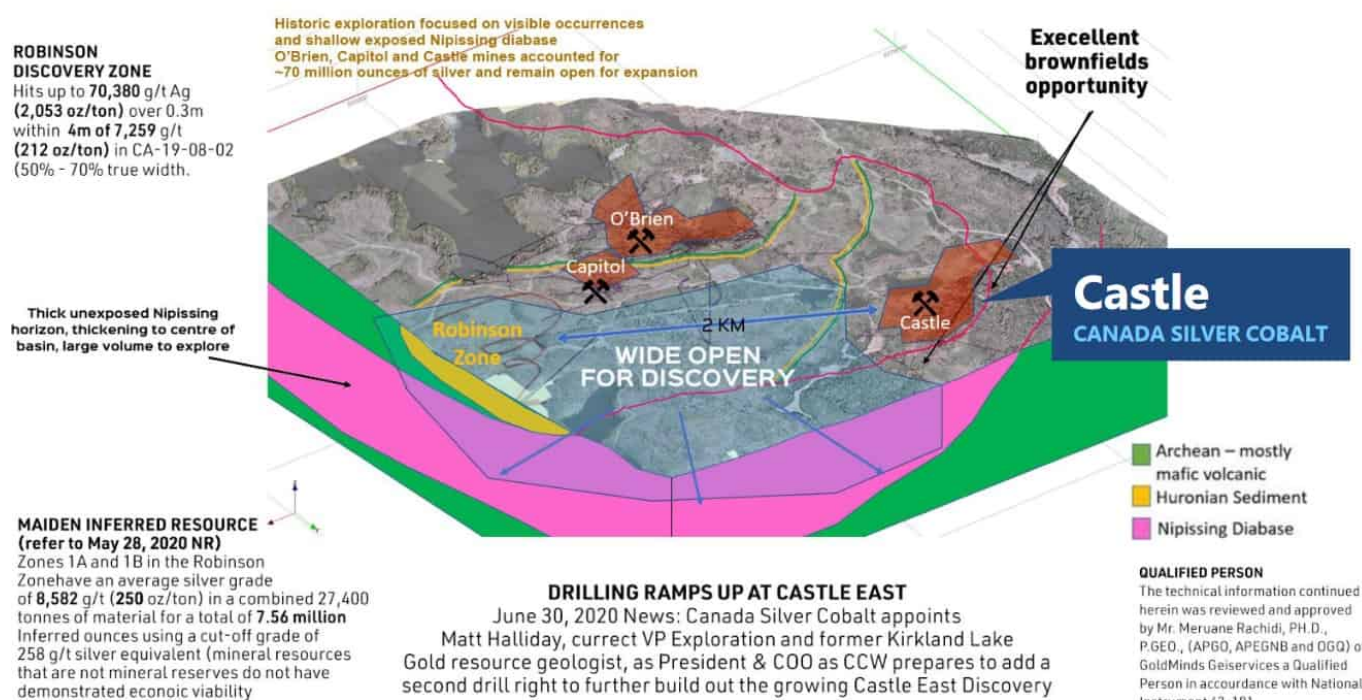 Historic exploration focused on visible occurrences
and shallow exposed Nipissing diabase
O'Brien, Capitol and Castle mines accounted for
~70 million ounces of silver and remain open for expansion
ROBINSON
DISCOVERY ZONE
Hits up to 70,380 g/t Ag
(2,053 oz/ton) over 0.3m
within 4m of 7,259 g/t
(212 oz/ton) in CA-19-08-02
(50% - 70% true width.
Execellent
brownfields
opportunity
O'Brien
Capitol
Castle
Castle
CANADA SILVER COBALT
Robinson
Zone
2 KM
WIDE OPEN
FOR DISCOVERY
Thick unexposed Nipissing
horizon, thickening to centre of
basin, large volume to explore
Archean – mostly
mafic volcanic
Huronian Sediment
Nipissing Diabase
MAIDEN INFERRED RESOURCE
(refer to May 28, 2020 NR)
Zones 1A and 1B in the Robinson
Zonehave an average silver grade
of 8,582 g/t (250 oz/ton) in a combined 27,400
tonnes of material for a total of 7.56 million
Inferred ounces using a cut-off grade of
258 g/t silver equivalent (mineral resources
that are not mineral reserves do not have
demonstrated econoic viability
DRILLING RAMPS UP AT CASTLE EAST
June 30, 2020 News: Canada Silver Cobalt appoints
Matt Halliday, currect VP Exploration and former Kirkland Lake
Gold resource geologist, as President & COO as CCW prepares to add a
second drill right to further build out the growing Castle East Discovery
QUALIFIED PERSON
The technical information continued
herein was reviewed and approved
by Mr. Meruane Rachidi, PH.D.,
P.GEO., (APGO, APEGNB and OGQ) o
GoldMinds Geiservices a Qualified
Person in accordance with National